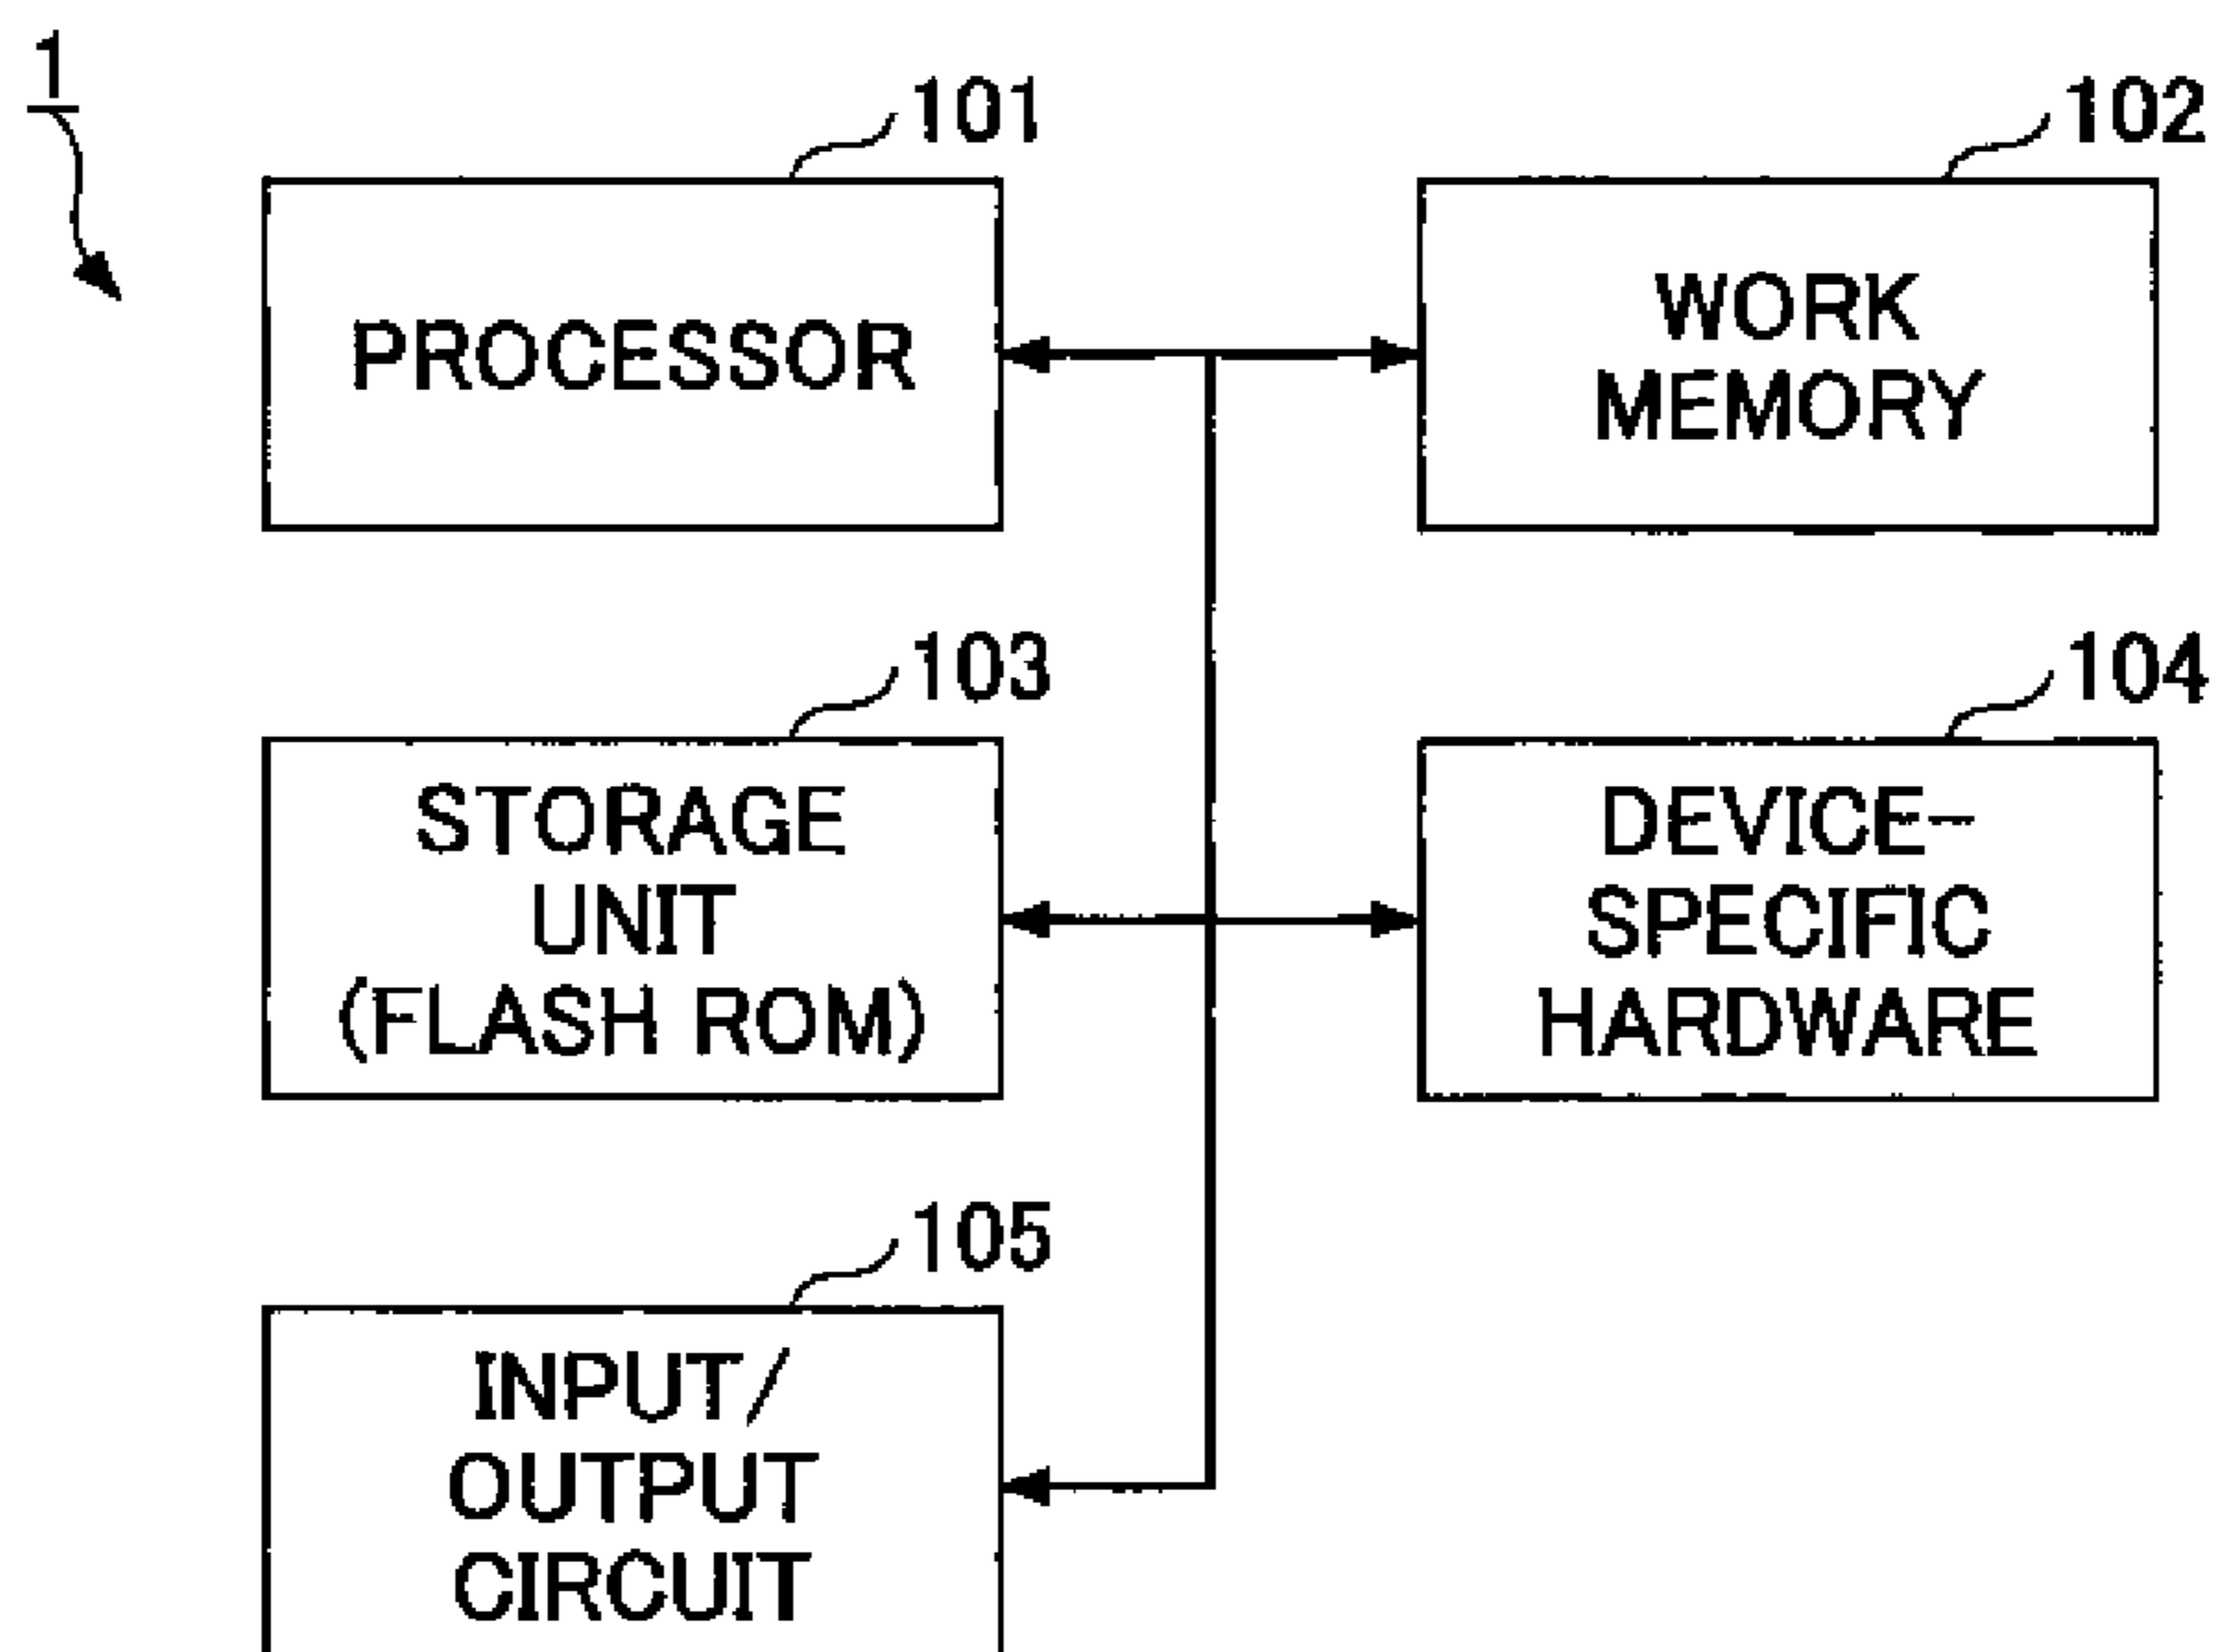 1
101
102
PROCESSOR
WORK
MEMORY
103
104
STORAGE
UNIT
(FLASH ROM)
DEVICE-
SPECIFIC
HARDWARE
105
INPUT/
OUTPUT
CIRCUIT